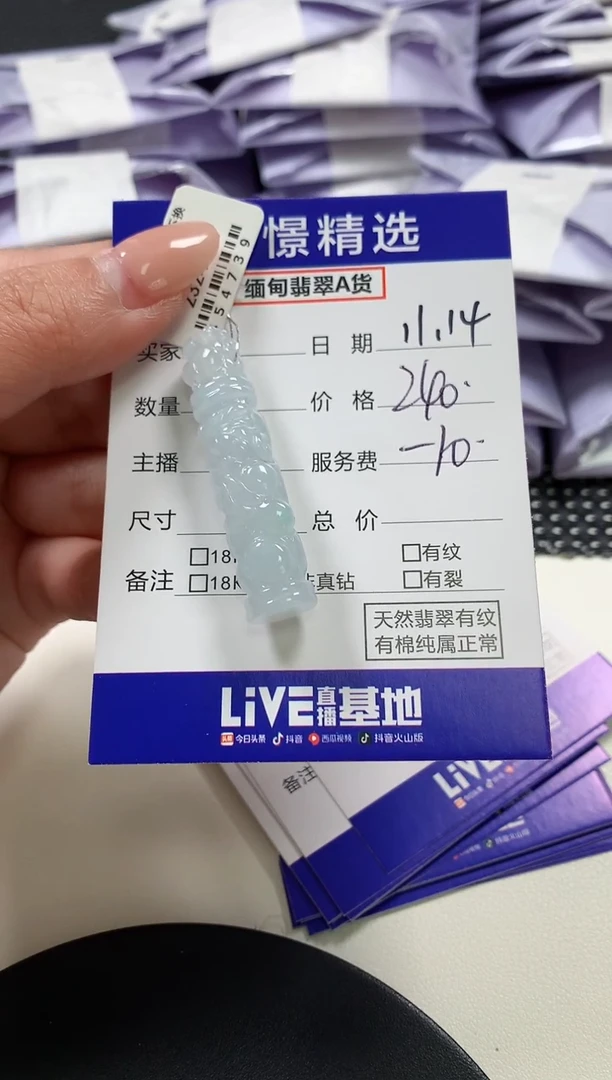 憬精选
缅甸翡翠A货
买家 日期 11.14
数量 价格 240.
主播 服务费 -10.
尺寸 总价
备注 □18 □有纹
□18K 真钻 □有裂
天然翡翠有纹
有棉纯属正常
LiVE直播基地
今日头条 抖音 西瓜视频 抖音火山版
54739
备注
LiVE